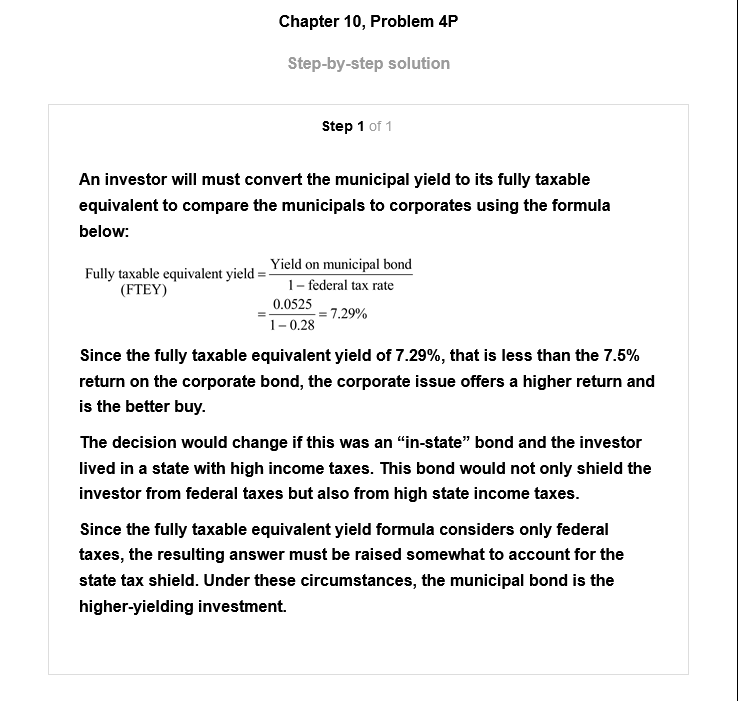 Chapter 10, Problem 4P
Step-by-step solution
Step 1 of 1
An investor will must convert the municipal yield to its fully taxable
equivalent to compare the municipals to corporates using the formula
below:
Fully taxable equivalent yield = Yield on municipal bond / 1 – federal tax rate
(FTEY)
= 0.0525 / 1 – 0.28 = 7.29%
Since the fully taxable equivalent yield of 7.29%, that is less than the 7.5%
return on the corporate bond, the corporate issue offers a higher return and
is the better buy.
The decision would change if this was an “in-state” bond and the investor
lived in a state with high income taxes. This bond would not only shield the
investor from federal taxes but also from high state income taxes.
Since the fully taxable equivalent yield formula considers only federal
taxes, the resulting answer must be raised somewhat to account for the
state tax shield. Under these circumstances, the municipal bond is the
higher-yielding investment.